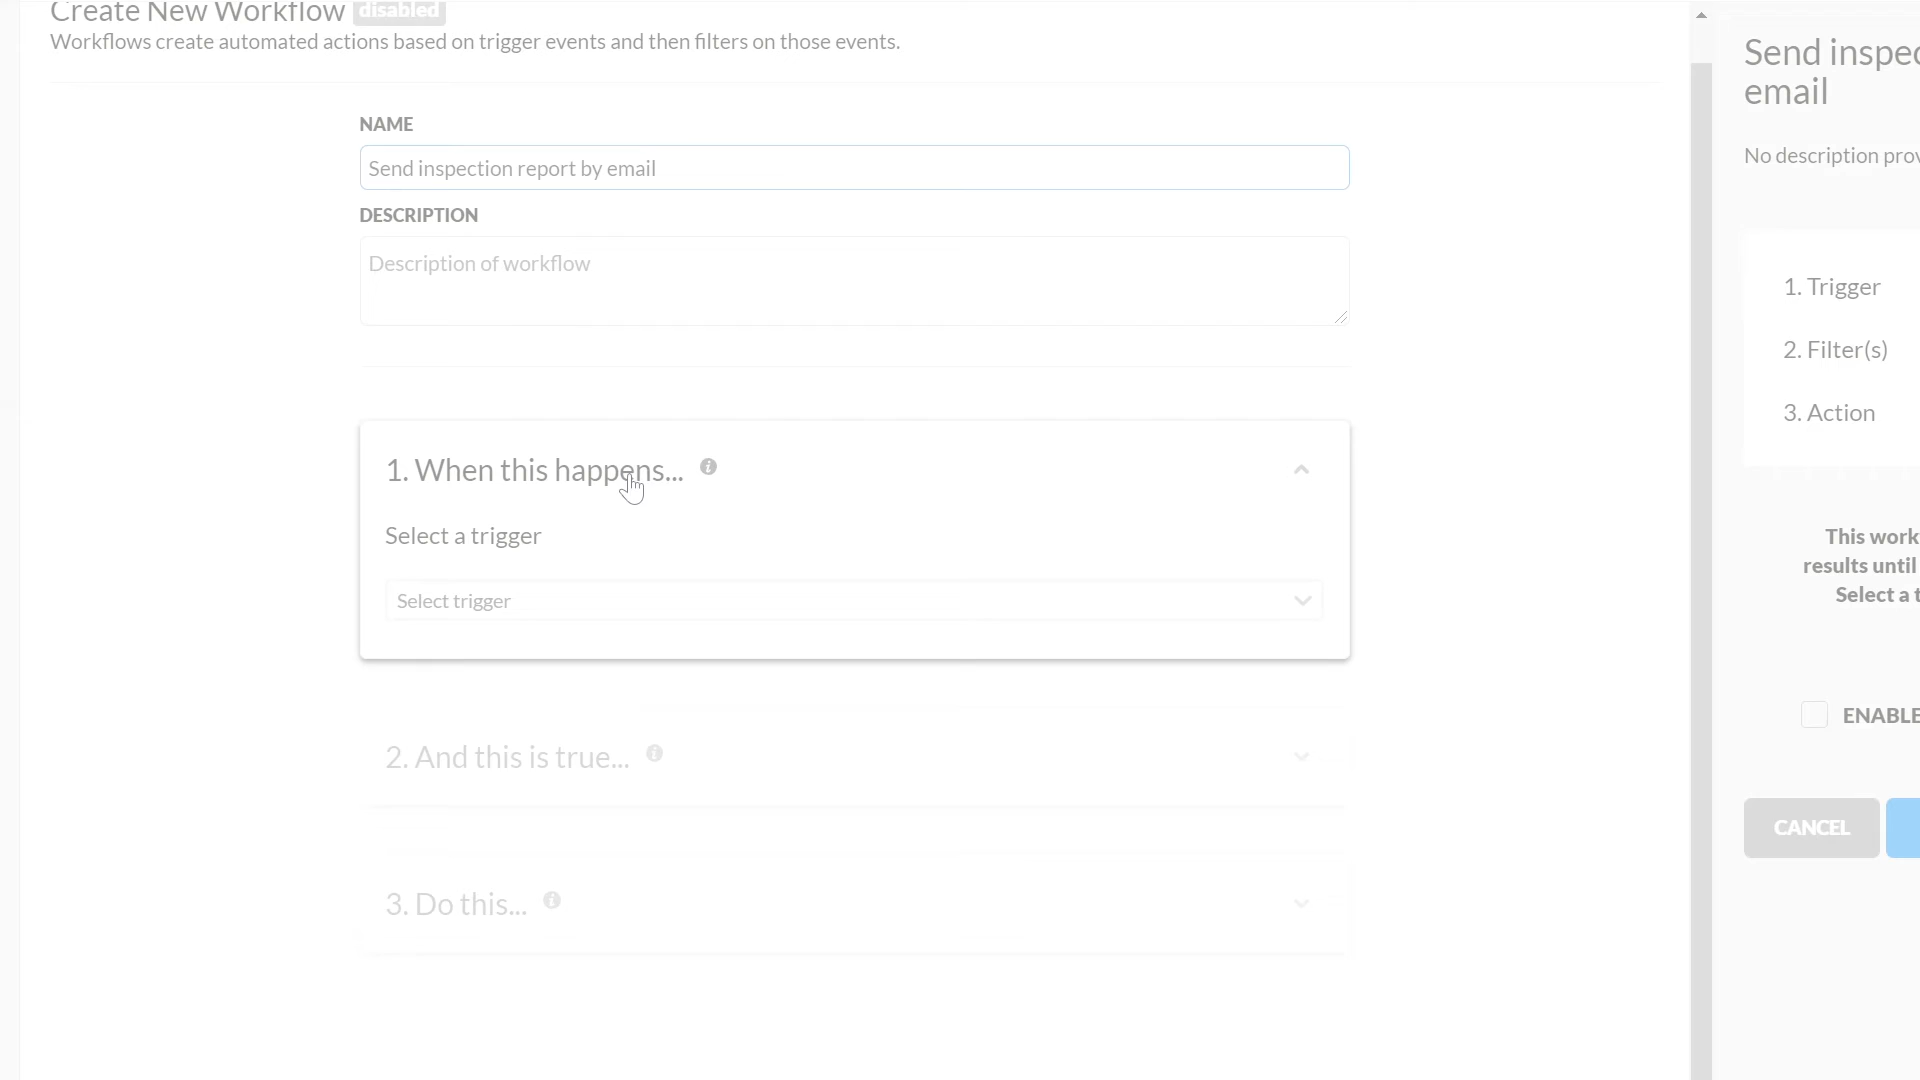 Create New Workflow disabled
Workflows create automated actions based on trigger events and then filters on those events.
NAME
Send inspection report by email
DESCRIPTION
Description of workflow
1. When this happens...
Select a trigger
Select trigger
2. And this is true...
3. Do this...
Send inspec
email
No description prov
1. Trigger
2. Filter(s)
3. Action
This work
results until
Select a t
ENABLE
CANCEL